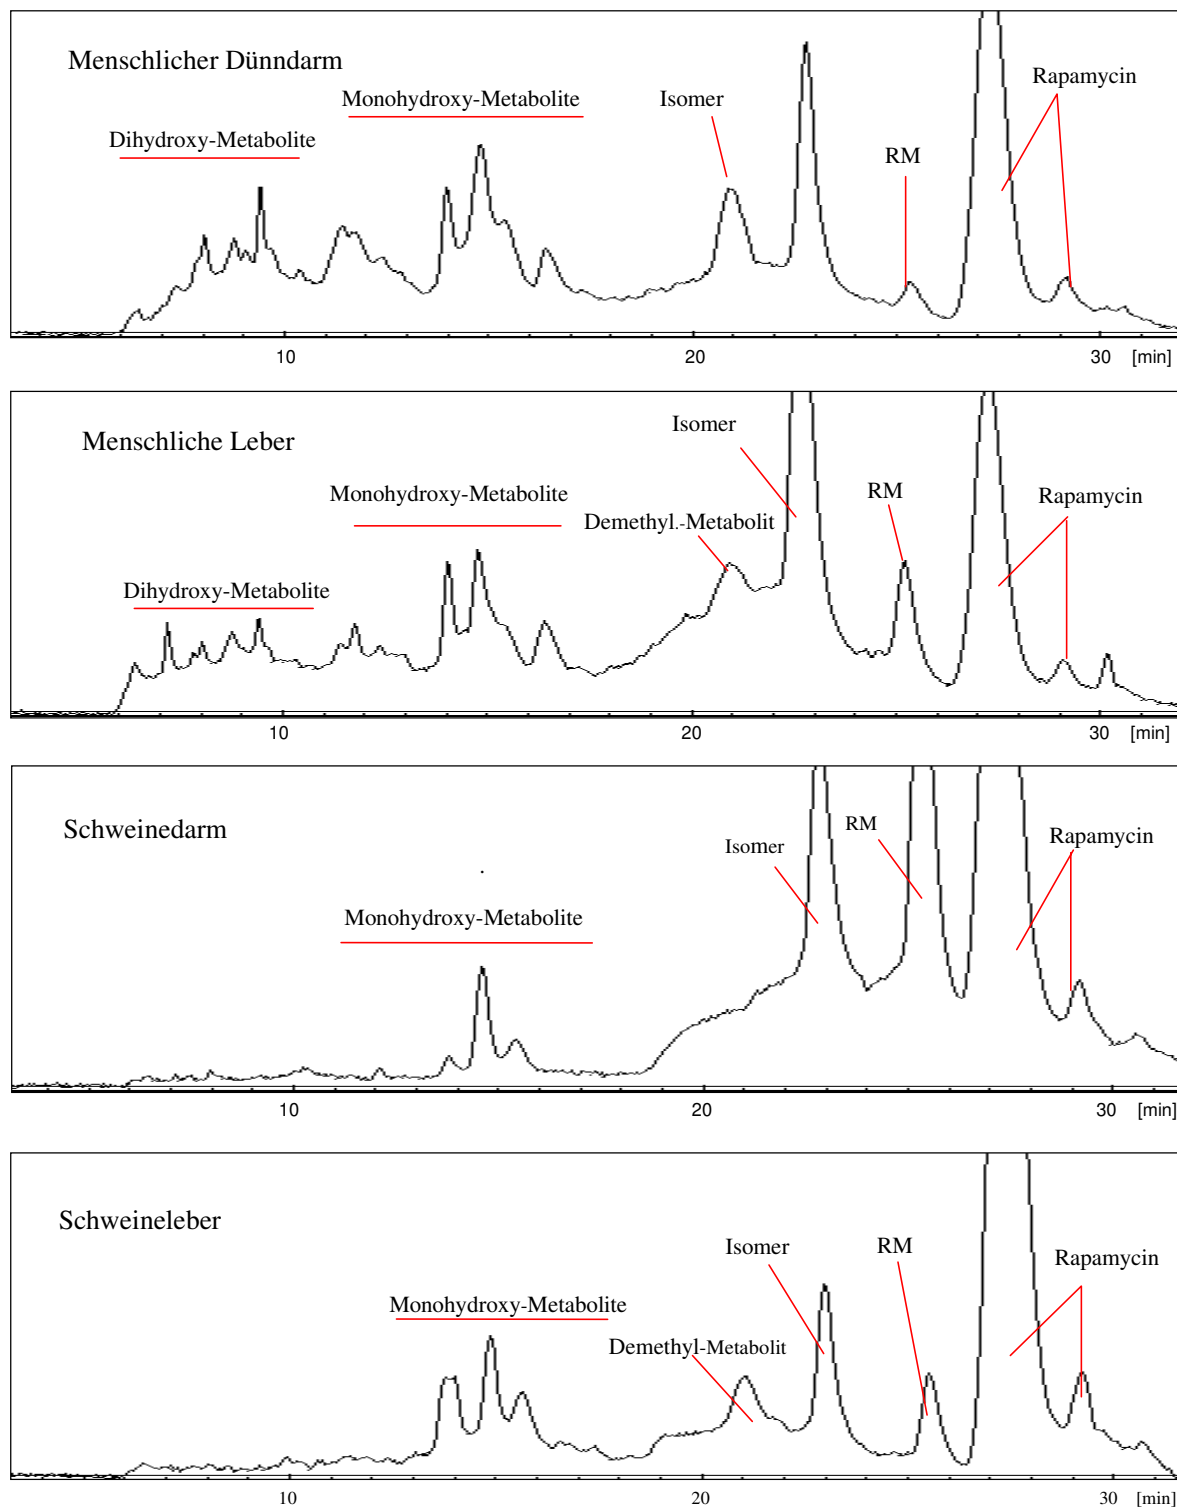 Menschlicher Dünndarm
Rapamycin
Monohydroxy-Metabolite
Isomer
Dihydroxy-Metabolite
RM
10
20
30 [min]
Isomer
Menschliche Leber
Monohydroxy-Metabolite
RM
Rapamycin
Demethyl.-Metabolit
Dihydroxy-Metabolite
10
20
30 [min]
Schweinedarm
RM
Rapamycin
Isomer
Monohydroxy-Metabolite
10
20
30 [min]
Schweineleber
Isomer
RM
Rapamycin
Monohydroxy-Metabolite
Demethyl-Metabolit
10
20
30 [min]